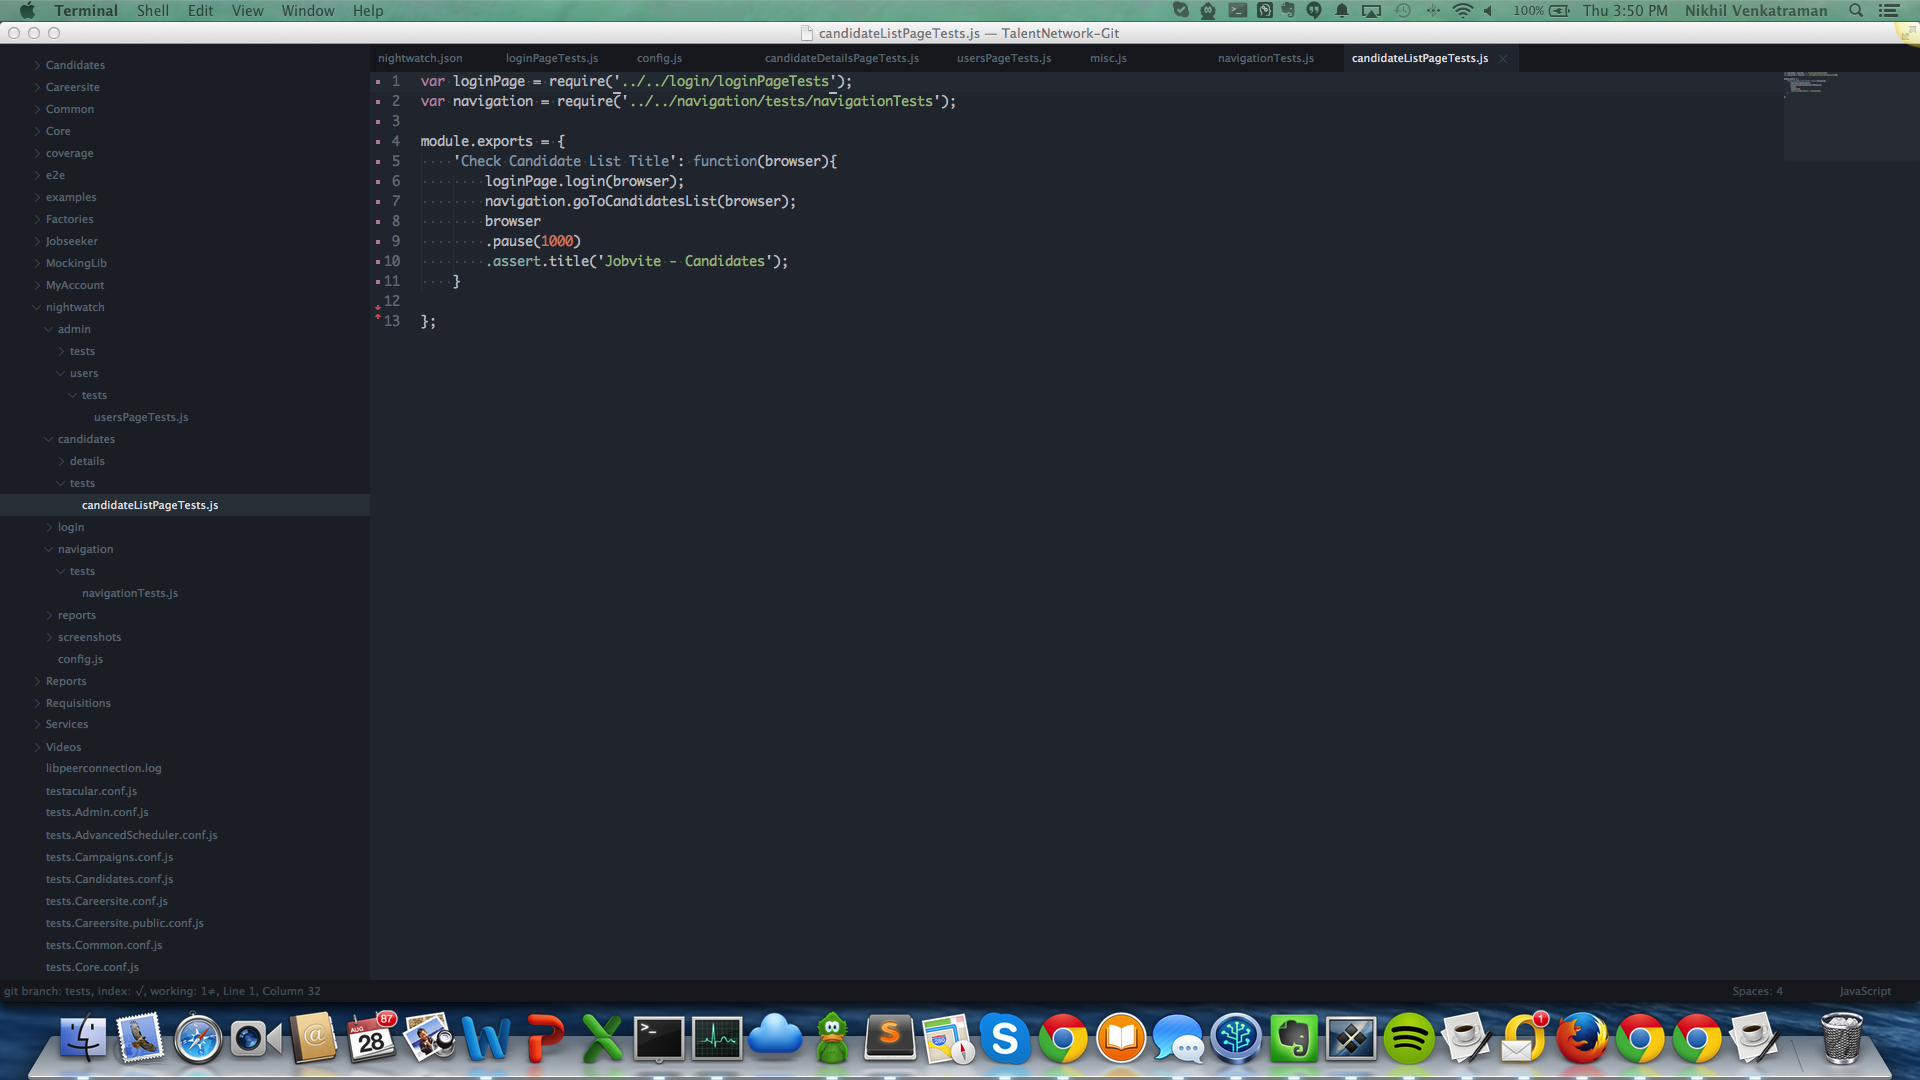 Terminal Shell Edit View Window Help 100% Thu 3:50 PM Nikhil Venkatraman
candidateListPageTests.js — TalentNetwork-Git
nightwatch.json loginPageTests.js config.js candidateDetailsPageTests.js usersPageTests.js misc.js navigationTests.js candidateListPageTests.js
Candidates
Careersite
Common
Core
coverage
e2e
examples
Factories
Jobseeker
MockingLib
MyAccount
nightwatch
admin
tests
users
tests
usersPageTests.js
candidates
details
tests
candidateListPageTests.js
login
navigation
tests
navigationTests.js
reports
screenshots
config.js
Reports
Requisitions
Services
Videos
libpeerconnection.log
testacular.conf.js
tests.Admin.conf.js
tests.AdvancedScheduler.conf.js
tests.Campaigns.conf.js
tests.Candidates.conf.js
tests.Careersite.conf.js
tests.Careersite.public.conf.js
tests.Common.conf.js
tests.Core.conf.js
1 var loginPage = require('../../login/loginPageTests');
2 var navigation = require('../../navigation/tests/navigationTests');
3
4 module.exports = {
5 'Check Candidate List Title': function(browser){
6 loginPage.login(browser);
7 navigation.goToCandidatesList(browser);
8 browser
9 .pause(1000)
10 .assert.title('Jobvite - Candidates');
11 }
12
13 };
git branch: tests, index: √, working: 1≠, Line 1, Column 32 Spaces: 4 JavaScript
AUG 28 87
1